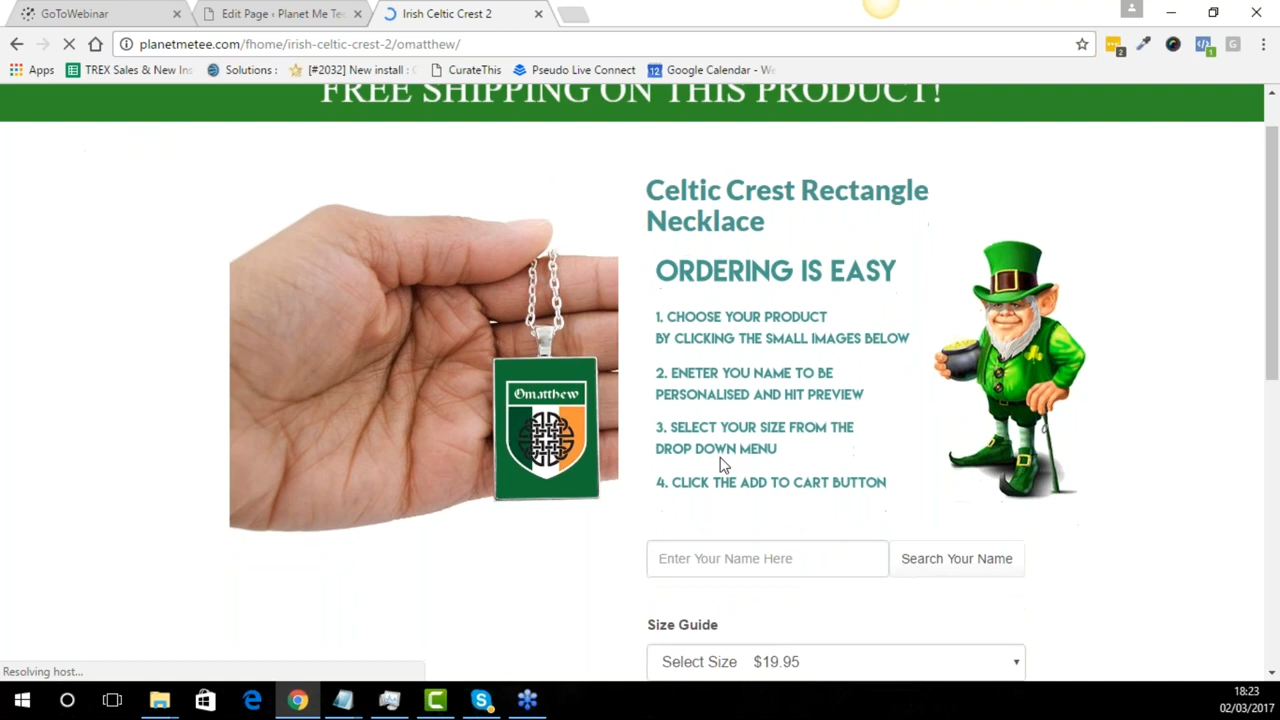 GoToWebinar
Edit Page ‹ Planet Me Te
Irish Celtic Crest 2
planetmetee.com/fhome/irish-celtic-crest-2/omatthew/
Apps
TREX Sales & New In
Solutions :
[#2032] New install :
CurateThis
Pseudo Live Connect
12
Google Calendar - We
2
1
G
FREE SHIPPING ON THIS PRODUCT!
Celtic Crest Rectangle
Necklace
ORDERING IS EASY
1. CHOOSE YOUR PRODUCT
BY CLICKING THE SMALL IMAGES BELOW
2. ENETER YOU NAME TO BE
PERSONALISED AND HIT PREVIEW
3. SELECT YOUR SIZE FROM THE
DROP DOWN MENU
4. CLICK THE ADD TO CART BUTTON
Omatthew
Enter Your Name Here
Search Your Name
Size Guide
Select Size $19.95
Resolving host...
18:23
02/03/2017